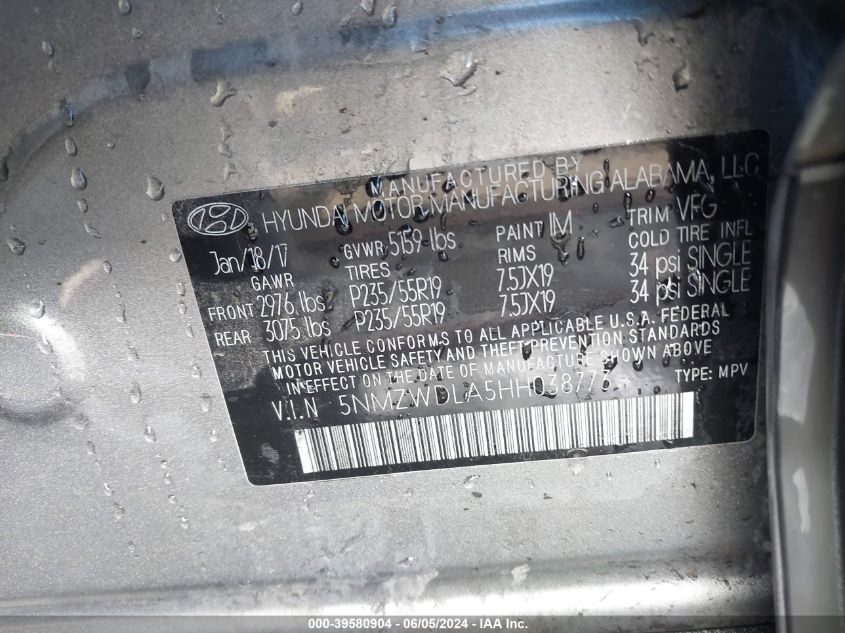 MANUFACTURED BY
HYUNDAI MOTOR MANUFACTURING ALABAMA, LLC
Jan/18/17 GVWR 5159 lbs PAINT IM TRIM VFG
GAWR TIRES RIMS COLD TIRE INFL
FRONT 2976 lbs P235/55R19 7.5JX19 34 psi SINGLE
REAR 3075 lbs P235/55R19 7.5JX19 34 psi SINGLE
THIS VEHICLE CONFORMS TO ALL APPLICABLE U.S.A. FEDERAL
MOTOR VEHICLE SAFETY AND THEFT PREVENTION STANDARDS
IN EFFECT ON THE DATE OF MANUFACTURE SHOWN ABOVE
V.I.N 5NMZWDLA5HH038773 TYPE: MPV
000-39580904 - 06/05/2024 - IAA Inc.